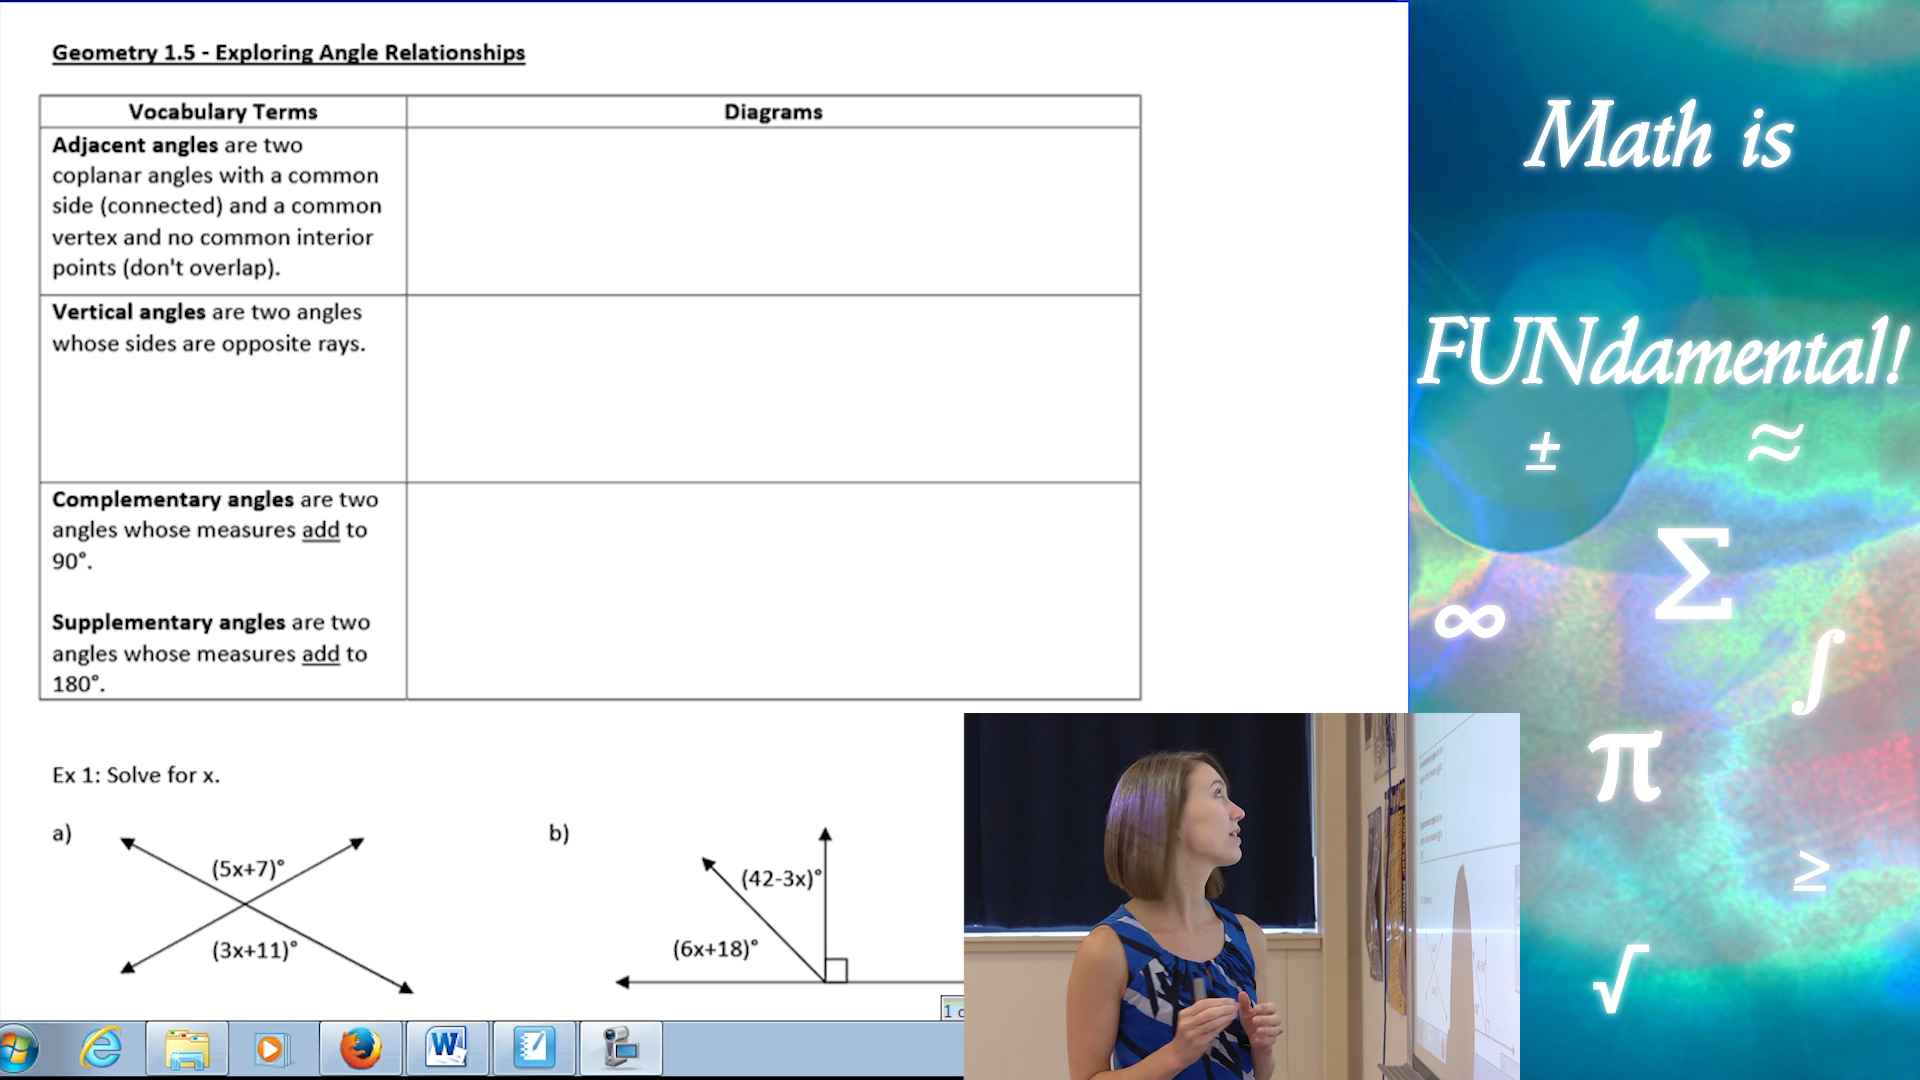 Geometry 1.5 - Exploring Angle Relationships
Vocabulary Terms
Diagrams
Adjacent angles are two
coplanar angles with a common
side (connected) and a common
vertex and no common interior
points (don't overlap).
Vertical angles are two angles
whose sides are opposite rays.
Complementary angles are two
angles whose measures add to
90°.
Supplementary angles are two
angles whose measures add to
180°.
Ex 1: Solve for x.
a)
(5x+7)°
(3x+11)°
b)
(42-3x)°
(6x+18)°
Math is
FUNdamental!
±
≈
Σ
∞
∫
π
≥
√